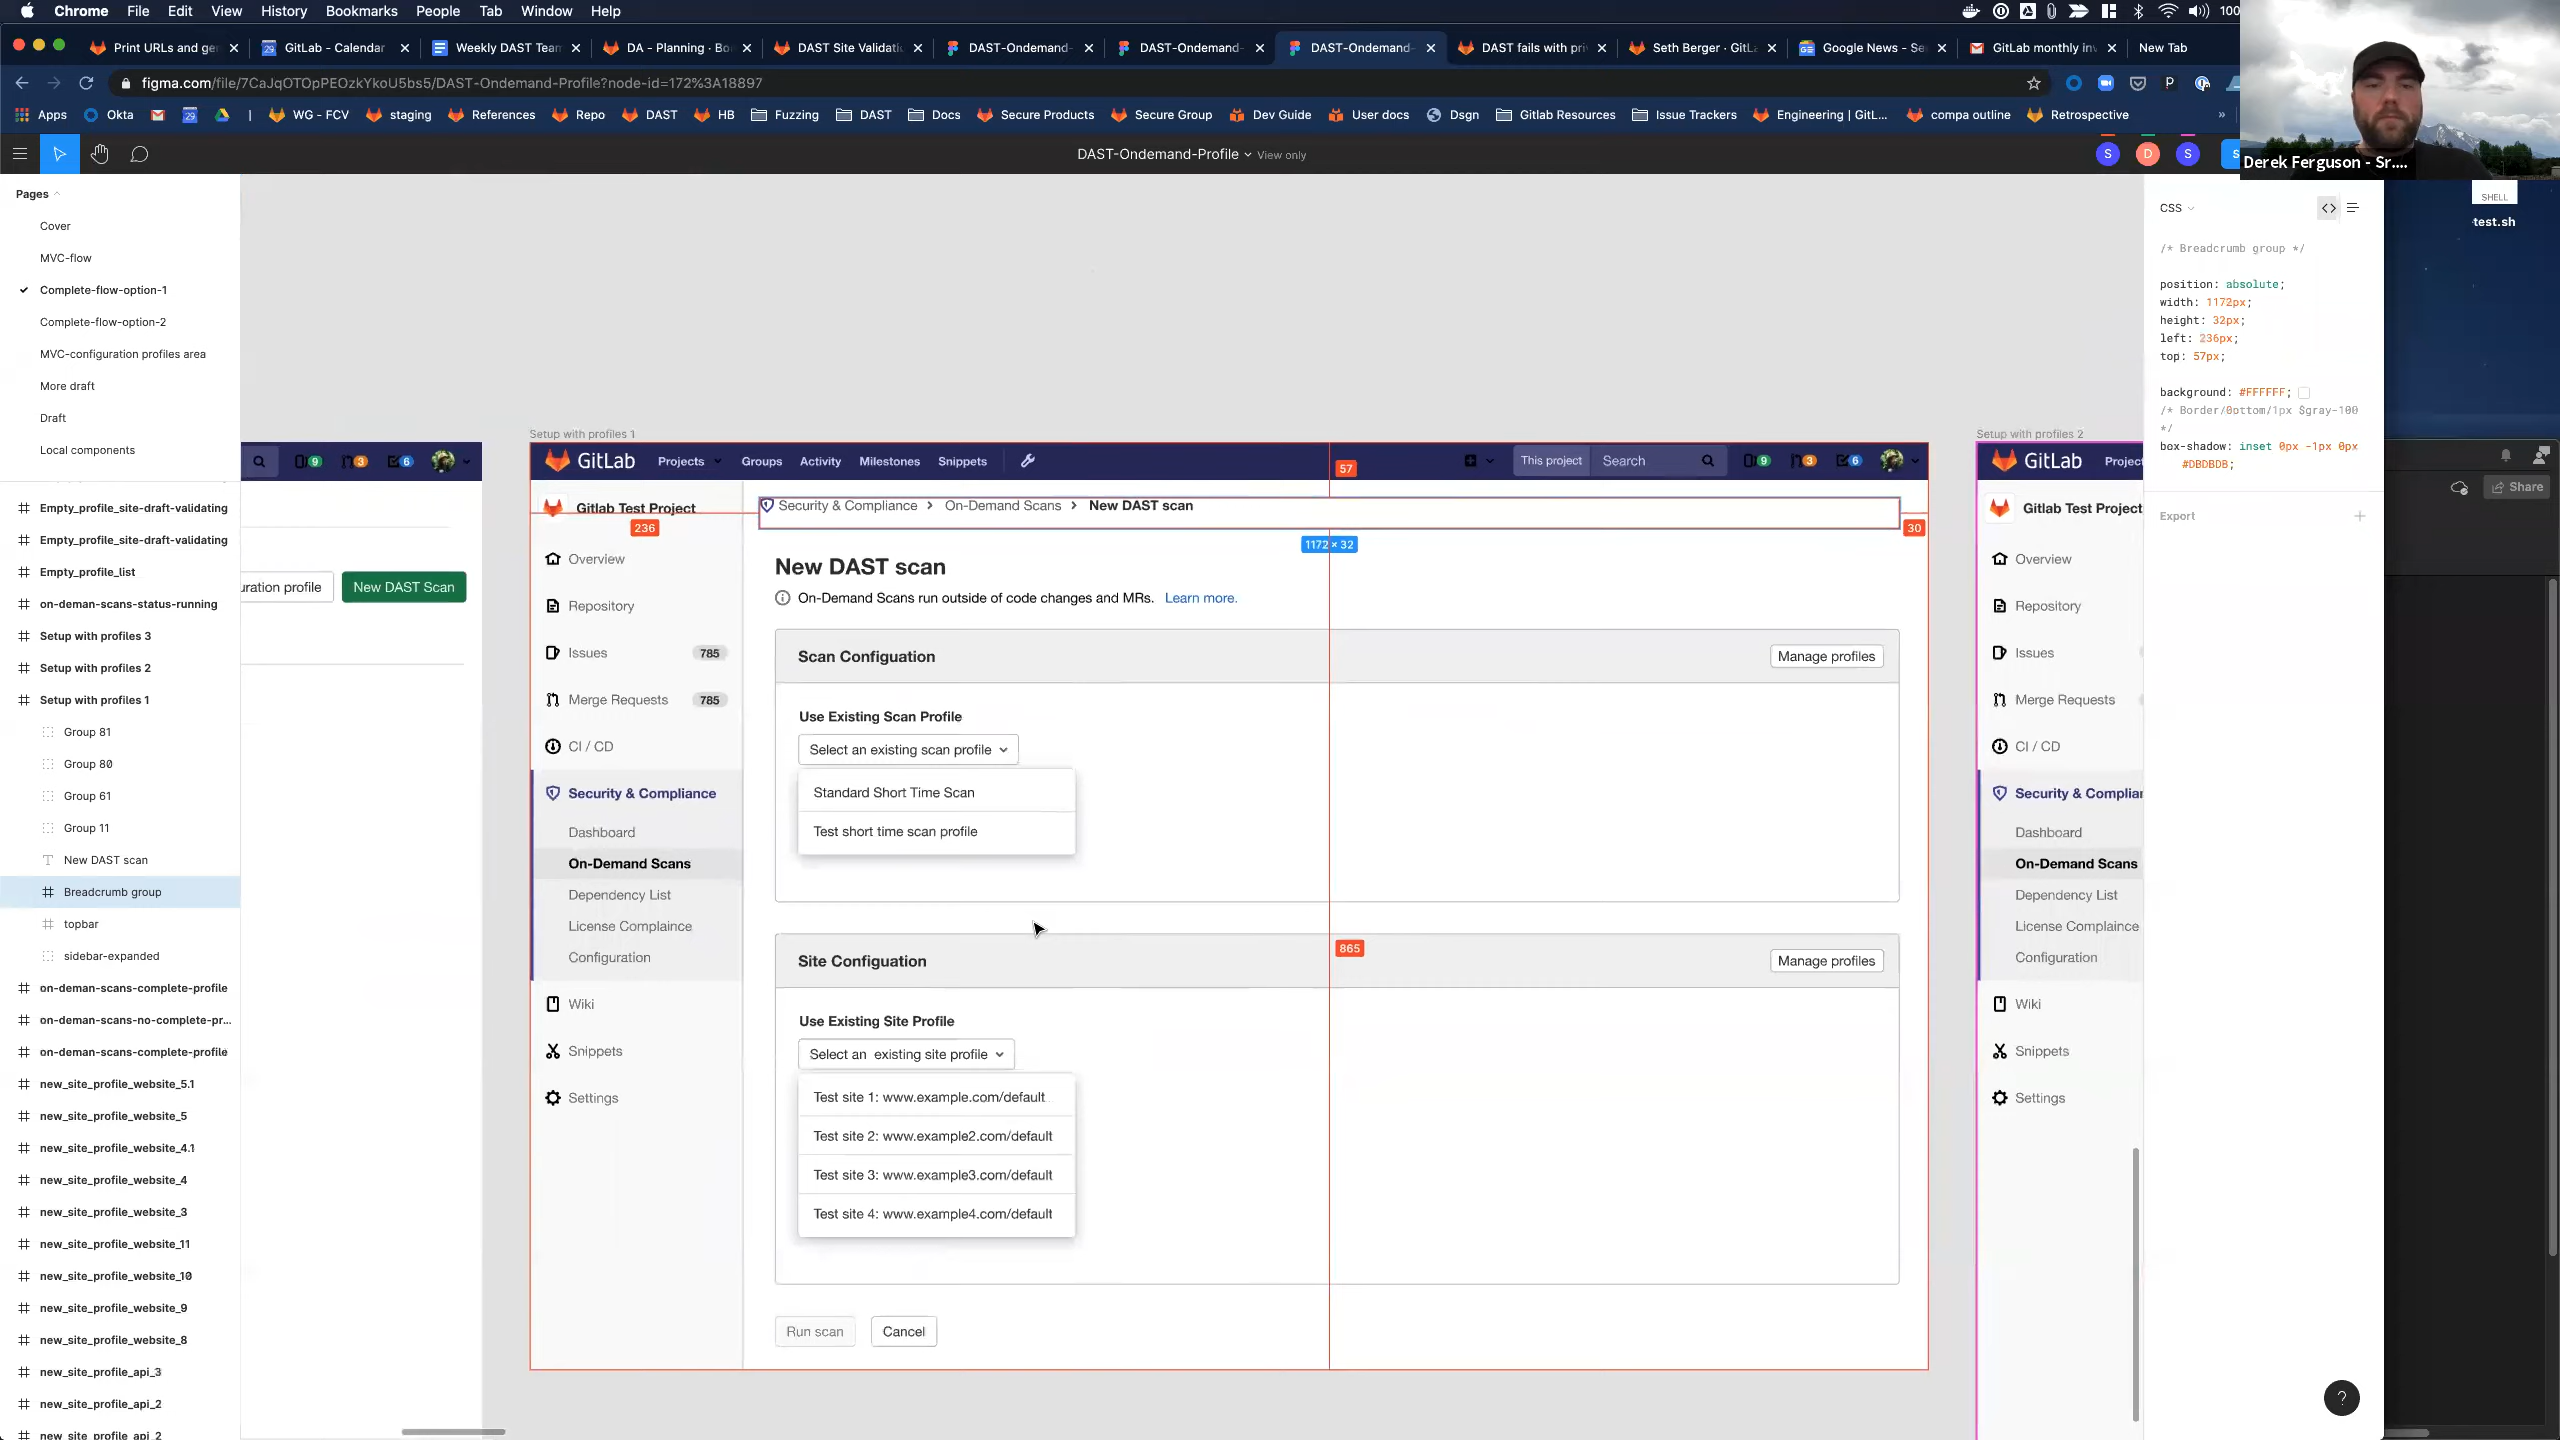 Chrome File Edit View History Bookmarks People Tab Window Help 100
Print URLs and ge GitLab - Calendar Weekly DAST Team DA - Planning · Bo DAST Site Validati DAST-Ondemand- DAST-Ondemand- DAST-Ondemand- DAST fails with pri Seth Berger · GitLa Google News - Se GitLab monthly inv New Tab
figma.com/file/7CaJqOTOpPEOzkYkoU5bs5/DAST-Ondemand-Profile?node-id=172%3A18897
Apps Okta WG - FCV staging References Repo DAST HB Fuzzing DAST Docs Secure Products Secure Group Dev Guide User docs Dsgn Gitlab Resources Issue Trackers Engineering | GitL... compa outline Retrospective »
DAST-Ondemand-Profile View only
S D S
Derek Ferguson - Sr....
SHELL
test.sh
Share
Pages
Cover
MVC-flow
Complete-flow-option-1
Complete-flow-option-2
MVC-configuration profiles area
More draft
Draft
Local components
Empty_profile_site-draft-validating
Empty_profile_site-draft-validating
Empty_profile_list
on-deman-scans-status-running
Setup with profiles 3
Setup with profiles 2
Setup with profiles 1
Group 81
Group 80
Group 61
Group 11
New DAST scan
Breadcrumb group
topbar
sidebar-expanded
on-deman-scans-complete-profile
on-deman-scans-no-complete-pr...
on-deman-scans-complete-profile
new_site_profile_website_5.1
new_site_profile_website_5
new_site_profile_website_4.1
new_site_profile_website_4
new_site_profile_website_3
new_site_profile_website_11
new_site_profile_website_10
new_site_profile_website_9
new_site_profile_website_8
new_site_profile_api_3
new_site_profile_api_2
new_site_profile_api_2
9 3 6
uration profile New DAST Scan
Setup with profiles 1
GitLab Projects Groups Activity Milestones Snippets 57 This project Search 9 3 6
Gitlab Test Project
236
Overview
Repository
Issues 785
Merge Requests 785
CI / CD
Security & Compliance
Dashboard
On-Demand Scans
Dependency List
License Complaince
Configuration
Wiki
Snippets
Settings
Security & Compliance > On-Demand Scans > New DAST scan
30
1172 × 32
New DAST scan
On-Demand Scans run outside of code changes and MRs. Learn more.
Scan Configuation Manage profiles
Use Existing Scan Profile
Select an existing scan profile
Standard Short Time Scan
Test short time scan profile
865
Site Configuation Manage profiles
Use Existing Site Profile
Select an existing site profile
Test site 1: www.example.com/default
Test site 2: www.example2.com/default
Test site 3: www.example3.com/default
Test site 4: www.example4.com/default
Run scan Cancel
Setup with profiles 2
GitLab Projec
Gitlab Test Project
Overview
Repository
Issues
Merge Requests
CI / CD
Security & Complian
Dashboard
On-Demand Scans
Dependency List
License Complaince
Configuration
Wiki
Snippets
Settings
CSS
/* Breadcrumb group */
position: absolute;
width: 1172px;
height: 32px;
left: 236px;
top: 57px;
background: #FFFFFF;
/* Border/0ottom/1px $gray-100
*/
box-shadow: inset 0px -1px 0px
#DBDBDB;
Export
?